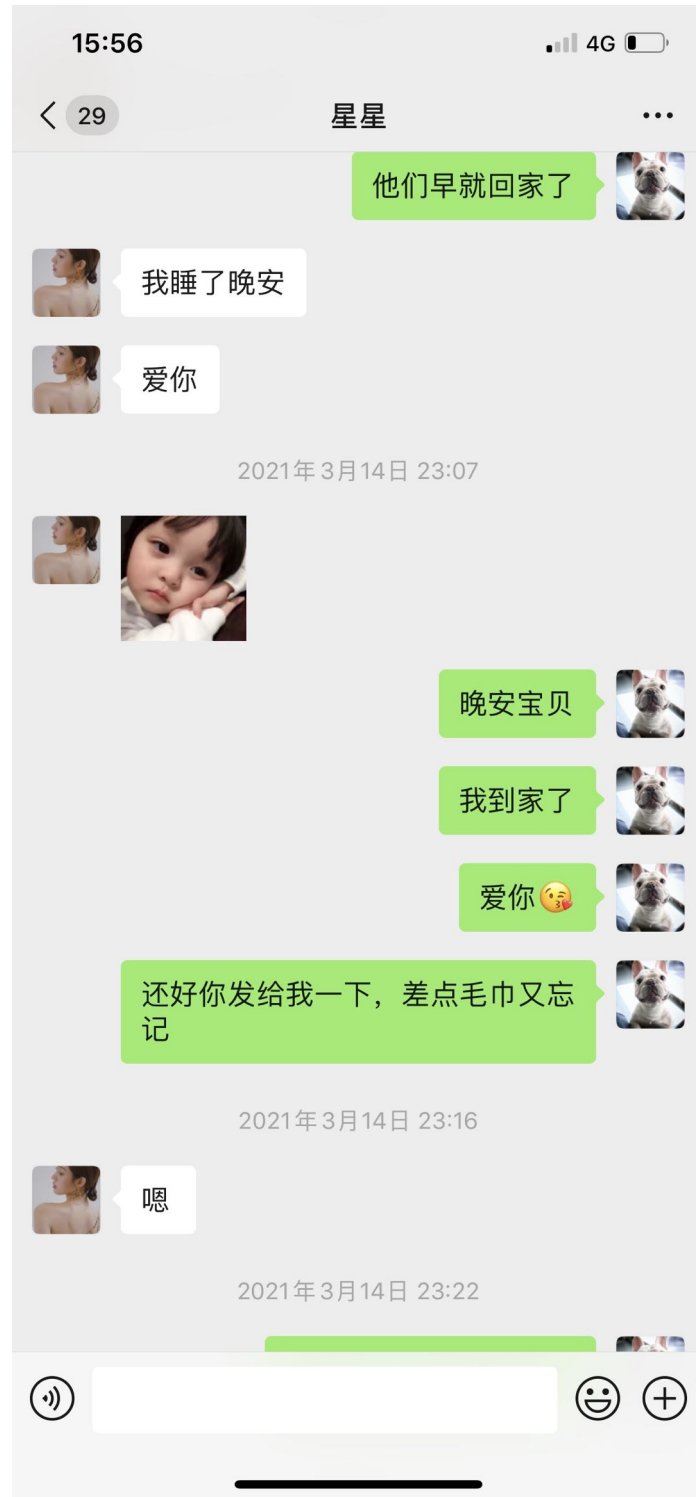 15:56
4G
29
星星
他们早就回家了
我睡了晚安
爱你
2021年3月14日 23:07
晚安宝贝
我到家了
爱你😘
还好你发给我一下，差点毛巾又忘
记
2021年3月14日 23:16
嗯
2021年3月14日 23:22